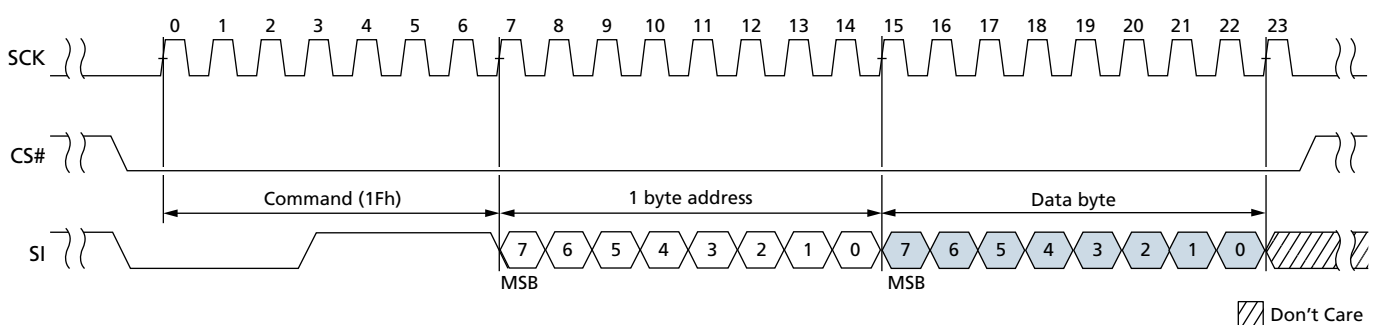 0 1 2 3 4 5 6 7 8 9 10 11 12 13 14 15 16 17 18 19 20 21 22 23
SCK
CS#
Command (1Fh) 1 byte address Data byte
SI 7 6 5 4 3 2 1 0 7 6 5 4 3 2 1 0
MSB MSB
Don't Care